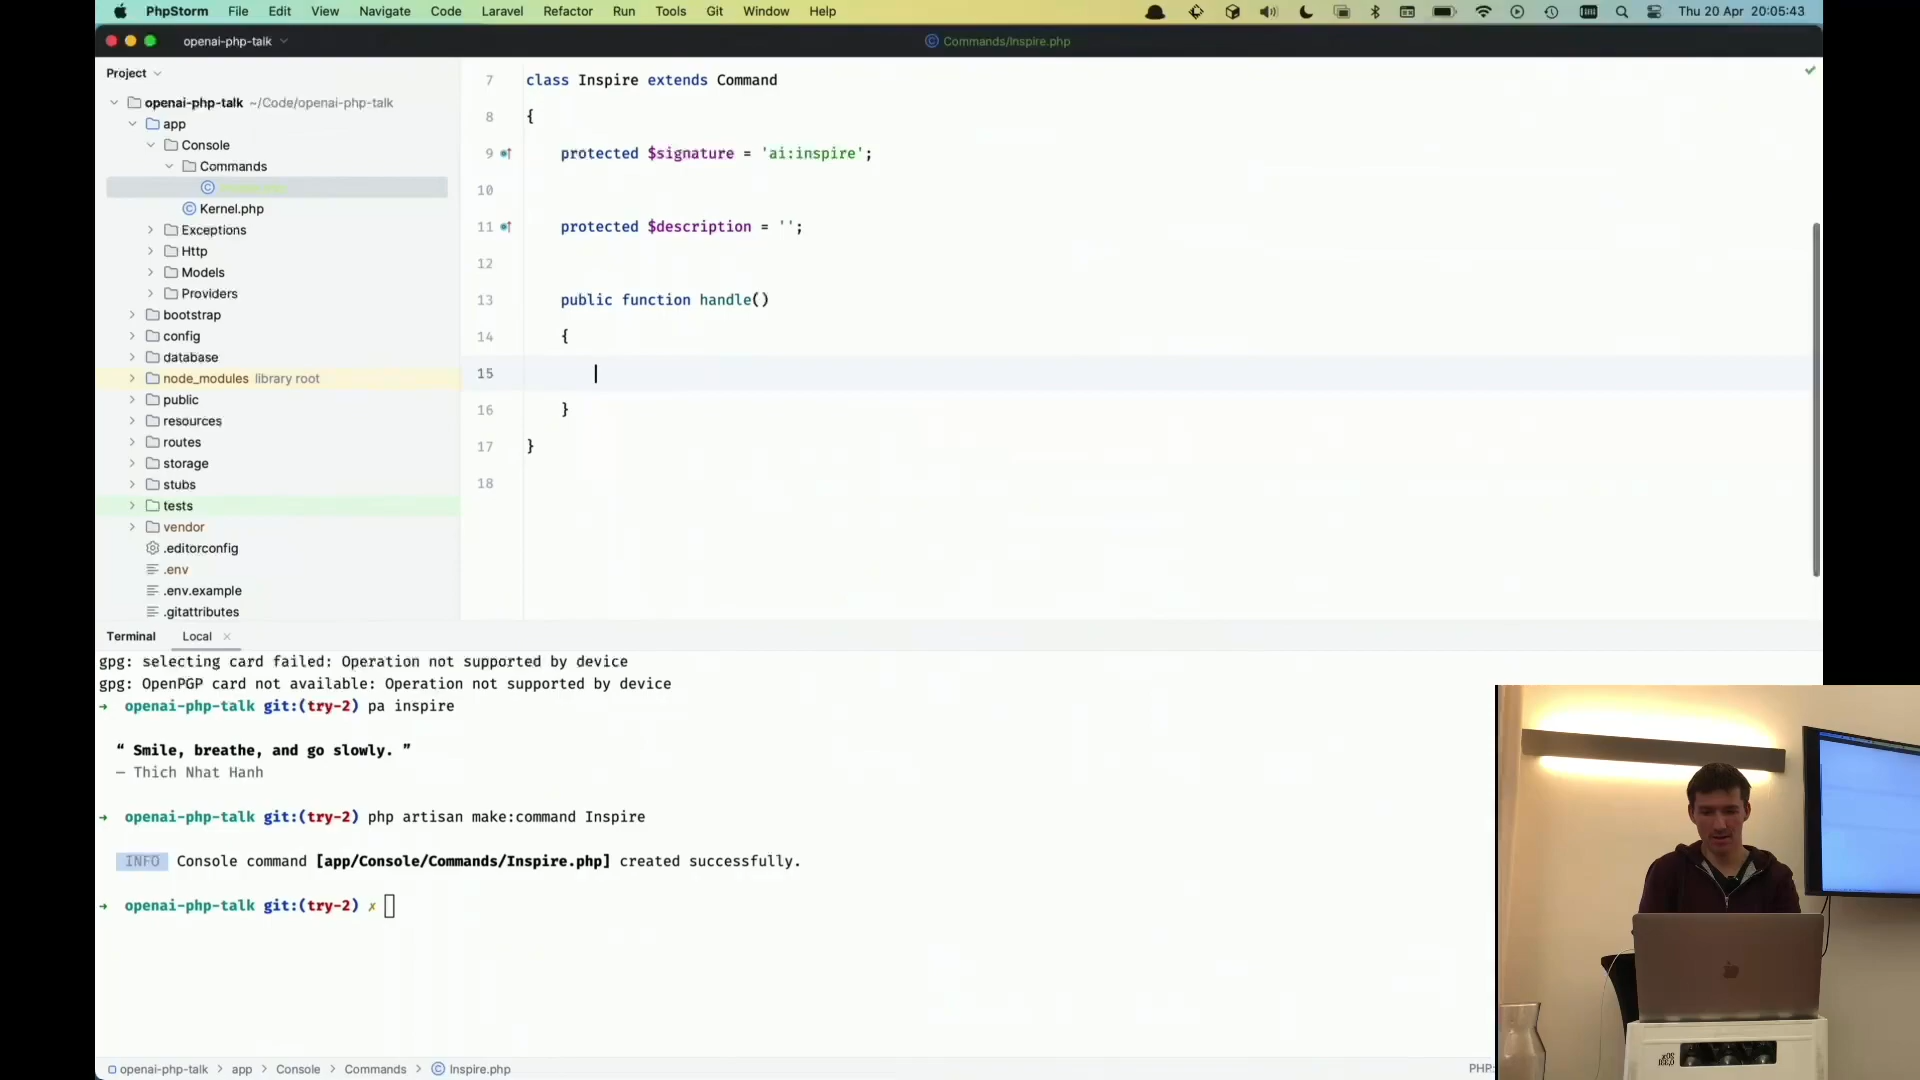 PhpStorm File Edit View Navigate Code Laravel Refactor Run Tools Git Window Help Thu 20 Apr 20:05:43
openai-php-talk Commands/Inspire.php
Project
openai-php-talk ~/Code/openai-php-talk
app
Console
Commands
Kernel.php
Exceptions
Http
Models
Providers
bootstrap
config
database
node_modules library root
public
resources
routes
storage
stubs
tests
vendor
.editorconfig
.env
.env.example
.gitattributes
7 class Inspire extends Command
8 {
9 protected $signature = 'ai:inspire';
10
11 protected $description = '';
12
13 public function handle()
14 {
15
16 }
17 }
18
Terminal Local
gpg: selecting card failed: Operation not supported by device
gpg: OpenPGP card not available: Operation not supported by device
→ openai-php-talk git:(try-2) pa inspire
“ Smile, breathe, and go slowly. ”
— Thich Nhat Hanh
→ openai-php-talk git:(try-2) php artisan make:command Inspire
INFO Console command [app/Console/Commands/Inspire.php] created successfully.
→ openai-php-talk git:(try-2) ✗
openai-php-talk > app > Console > Commands > Inspire.php PHP: